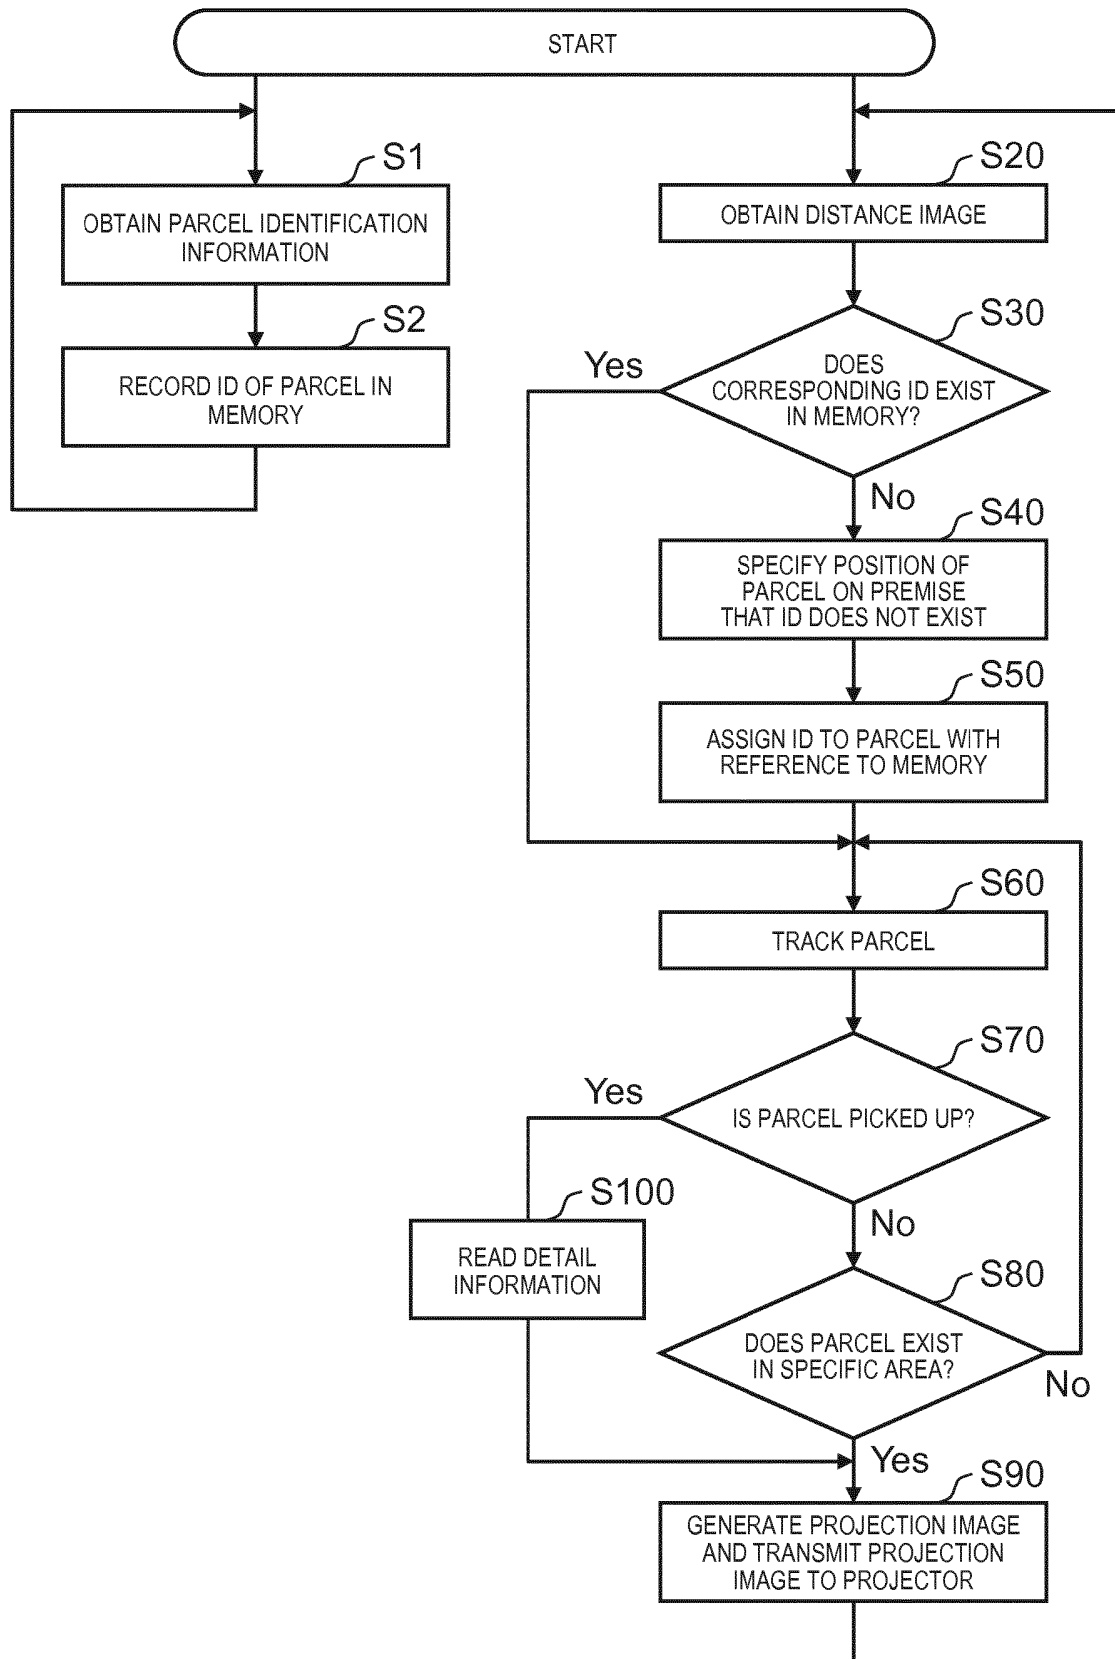 START
S1
OBTAIN PARCEL IDENTIFICATION
INFORMATION
S2
RECORD ID OF PARCEL IN
MEMORY
S20
OBTAIN DISTANCE IMAGE
S30
DOES
CORRESPONDING ID EXIST
IN MEMORY?
Yes
No
S40
SPECIFY POSITION OF
PARCEL ON PREMISE
THAT ID DOES NOT EXIST
S50
ASSIGN ID TO PARCEL WITH
REFERENCE TO MEMORY
S60
TRACK PARCEL
S70
IS PARCEL PICKED UP?
Yes
No
S100
READ DETAIL
INFORMATION
S80
DOES PARCEL EXIST
IN SPECIFIC AREA?
No
Yes
S90
GENERATE PROJECTION IMAGE
AND TRANSMIT PROJECTION
IMAGE TO PROJECTOR